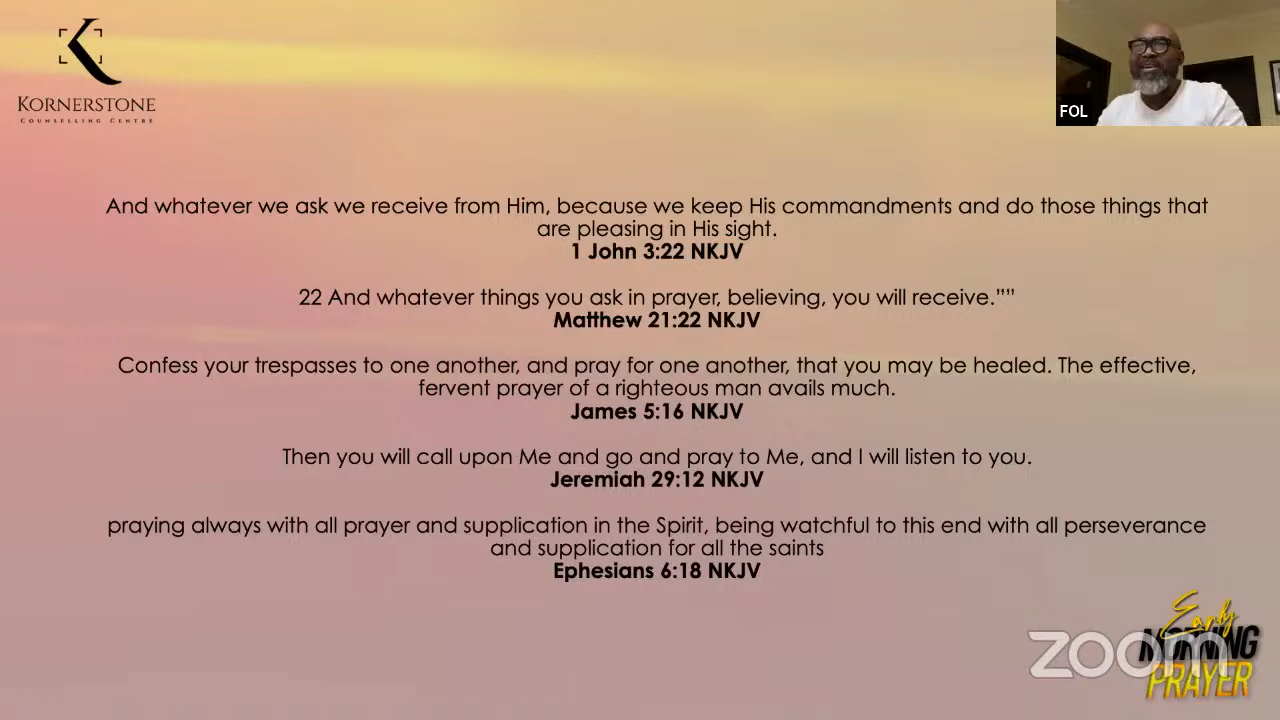 KORNERSTONE
COUNSELLING CENTRE
FOL
And whatever we ask we receive from Him, because we keep His commandments and do those things that
are pleasing in His sight.
1 John 3:22 NKJV
22 And whatever things you ask in prayer, believing, you will receive.””
Matthew 21:22 NKJV
Confess your trespasses to one another, and pray for one another, that you may be healed. The effective,
fervent prayer of a righteous man avails much.
James 5:16 NKJV
Then you will call upon Me and go and pray to Me, and I will listen to you.
Jeremiah 29:12 NKJV
praying always with all prayer and supplication in the Spirit, being watchful to this end with all perseverance
and supplication for all the saints
Ephesians 6:18 NKJV
Early
MORNING
zoom
PRAYER